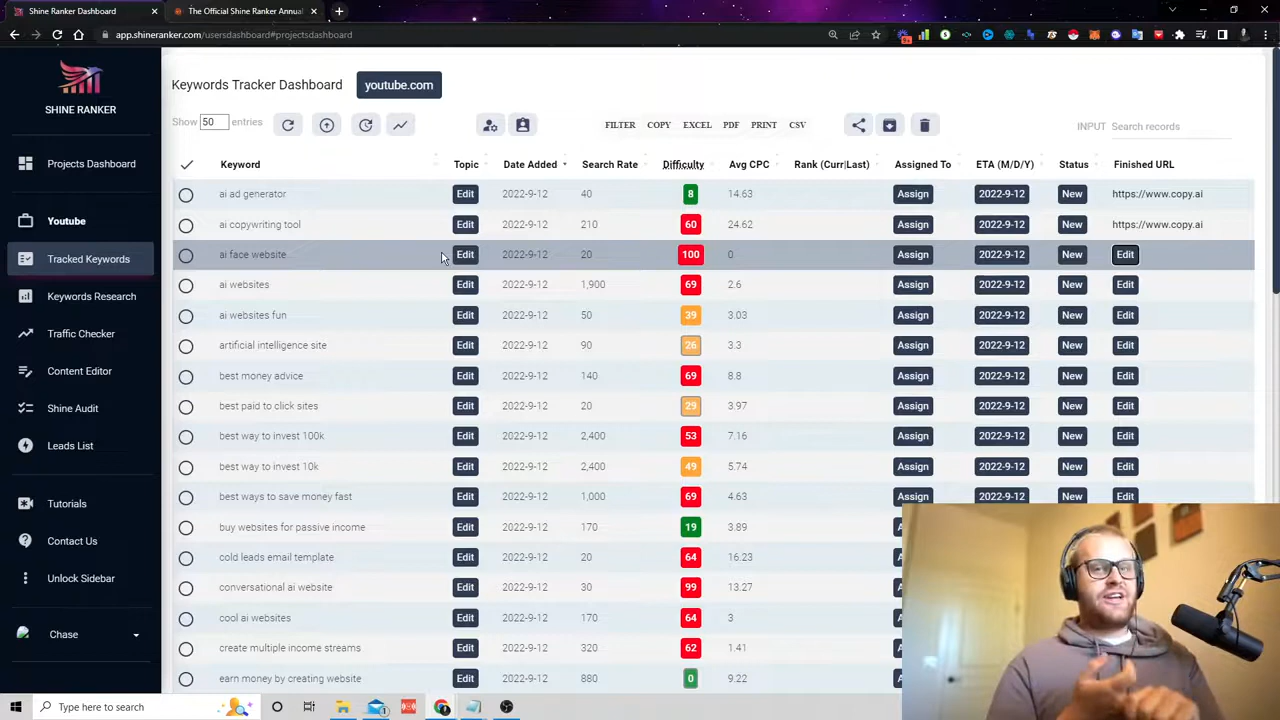 Shine Ranker Dashboard
The Official Shine Ranker Annual
app.shineranker.com/usersdashboard#projectsdashboard
SHINE RANKER
Projects Dashboard
Youtube
Tracked Keywords
Keywords Research
Traffic Checker
Content Editor
Shine Audit
Leads List
Tutorials
Contact Us
Unlock Sidebar
Chase
Keywords Tracker Dashboard youtube.com
Show 50 entries
FILTER COPY EXCEL PDF PRINT CSV
INPUT Search records
Keyword Topic Date Added Search Rate Difficulty Avg CPC Rank (Curr|Last) Assigned To ETA (M/D/Y) Status Finished URL
ai ad generator Edit 2022-9-12 40 8 14.63 Assign 2022-9-12 New https://www.copy.ai
ai copywriting tool Edit 2022-9-12 210 60 24.62 Assign 2022-9-12 New https://www.copy.ai
ai face website Edit 2022-9-12 20 100 0 Assign 2022-9-12 New Edit
ai websites Edit 2022-9-12 1,900 69 2.6 Assign 2022-9-12 New Edit
ai websites fun Edit 2022-9-12 50 39 3.03 Assign 2022-9-12 New Edit
artificial intelligence site Edit 2022-9-12 90 26 3.3 Assign 2022-9-12 New Edit
best money advice Edit 2022-9-12 140 69 8.8 Assign 2022-9-12 New Edit
best paid to click sites Edit 2022-9-12 20 29 3.97 Assign 2022-9-12 New Edit
best way to invest 100k Edit 2022-9-12 2,400 53 7.16 Assign 2022-9-12 New Edit
best way to invest 10k Edit 2022-9-12 2,400 49 5.74 Assign 2022-9-12 New Edit
best ways to save money fast Edit 2022-9-12 1,000 69 4.63 Assign 2022-9-12 New Edit
buy websites for passive income Edit 2022-9-12 170 19 3.89
cold leads email template Edit 2022-9-12 20 64 16.23
conversational ai website Edit 2022-9-12 30 99 13.27
cool ai websites Edit 2022-9-12 170 64 3
create multiple income streams Edit 2022-9-12 320 62 1.41
earn money by creating website Edit 2022-9-12 880 0 9.22
Type here to search